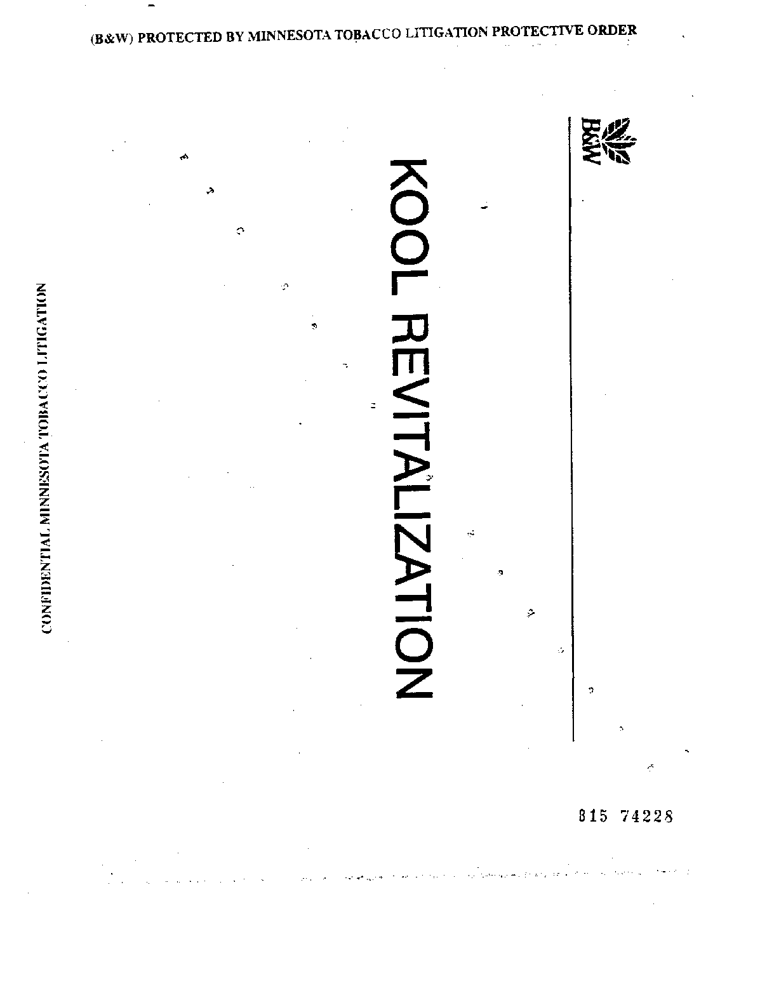 (B&W) PROTECTED BY MINNESOTA TOBACCO LITIGATION PROTECTIVE ORDER
B&W
KOOL REVITALIZATION
CONFIDENTIAL MINNESOTA TOBACCO LITIGATION
815 74228